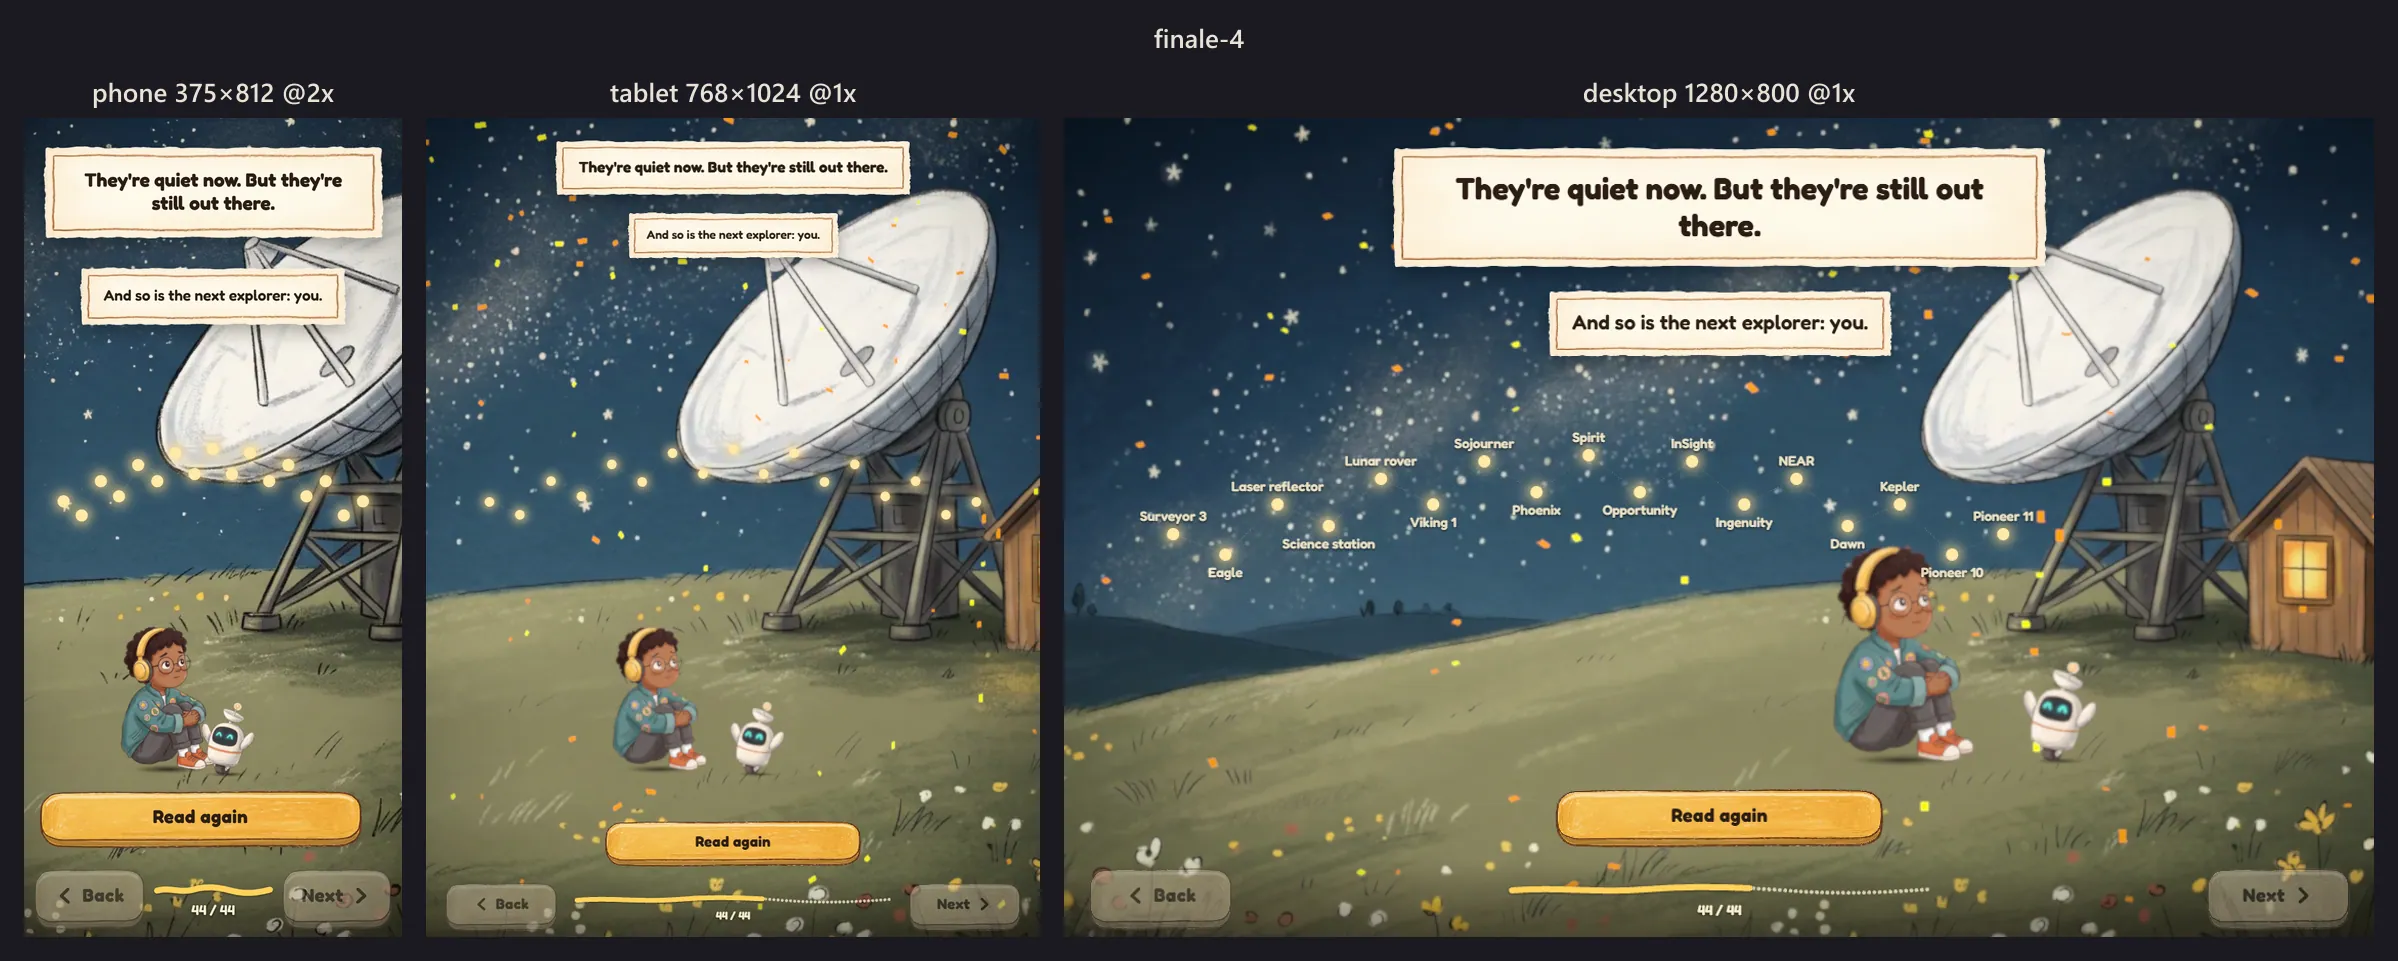 finale-4
phone 375×812 @2x
They're quiet now. But they're
still out there.
And so is the next explorer: you.
Read again
Back
44 / 44
Next
tablet 768×1024 @1x
They're quiet now. But they're still out there.
And so is the next explorer: you.
Read again
Back
44 / 44
Next
desktop 1280×800 @1x
They're quiet now. But they're still out
there.
And so is the next explorer: you.
Spirit
Sojourner
InSight
Lunar rover
NEAR
Laser reflector
Kepler
Phoenix
Opportunity
Surveyor 3
Viking 1
Ingenuity
Pioneer 11
Science station
Dawn
Eagle
Pioneer 10
Read again
Back
44 / 44
Next